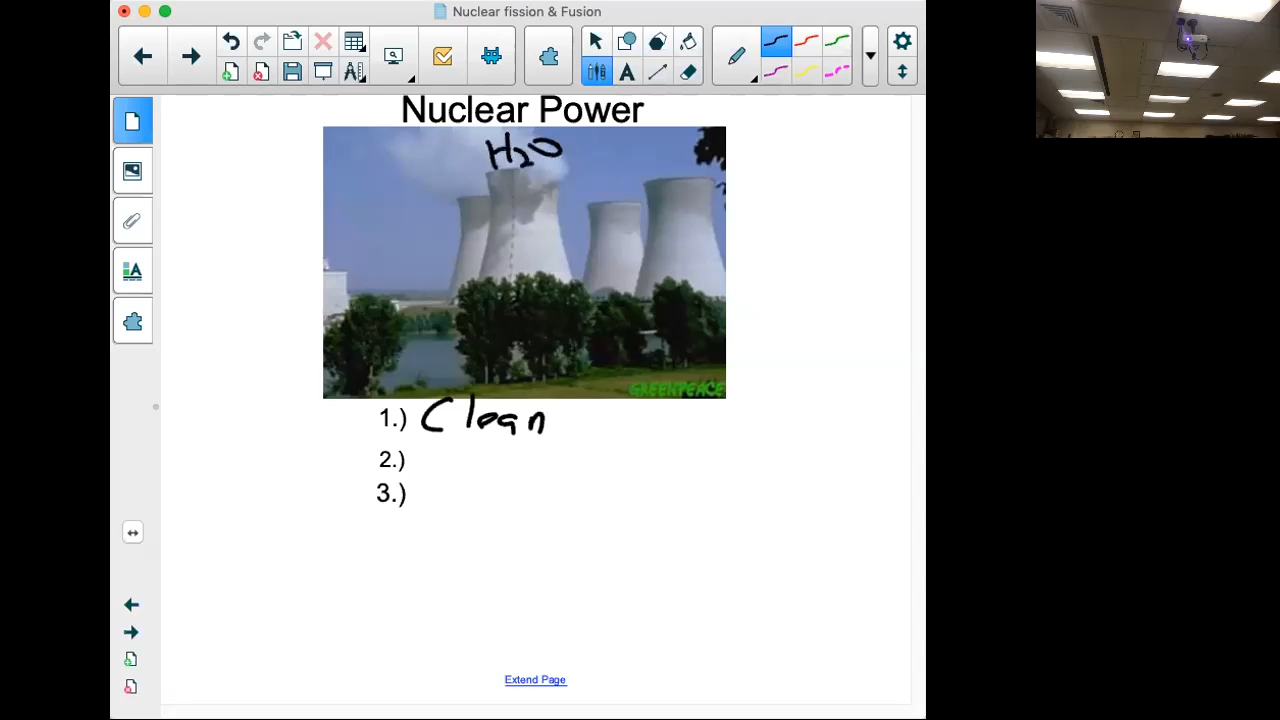 Nuclear fission & Fusion
Nuclear Power
H2O
GREENPEACE
1.) Clean
2.)
3.)
Extend Page